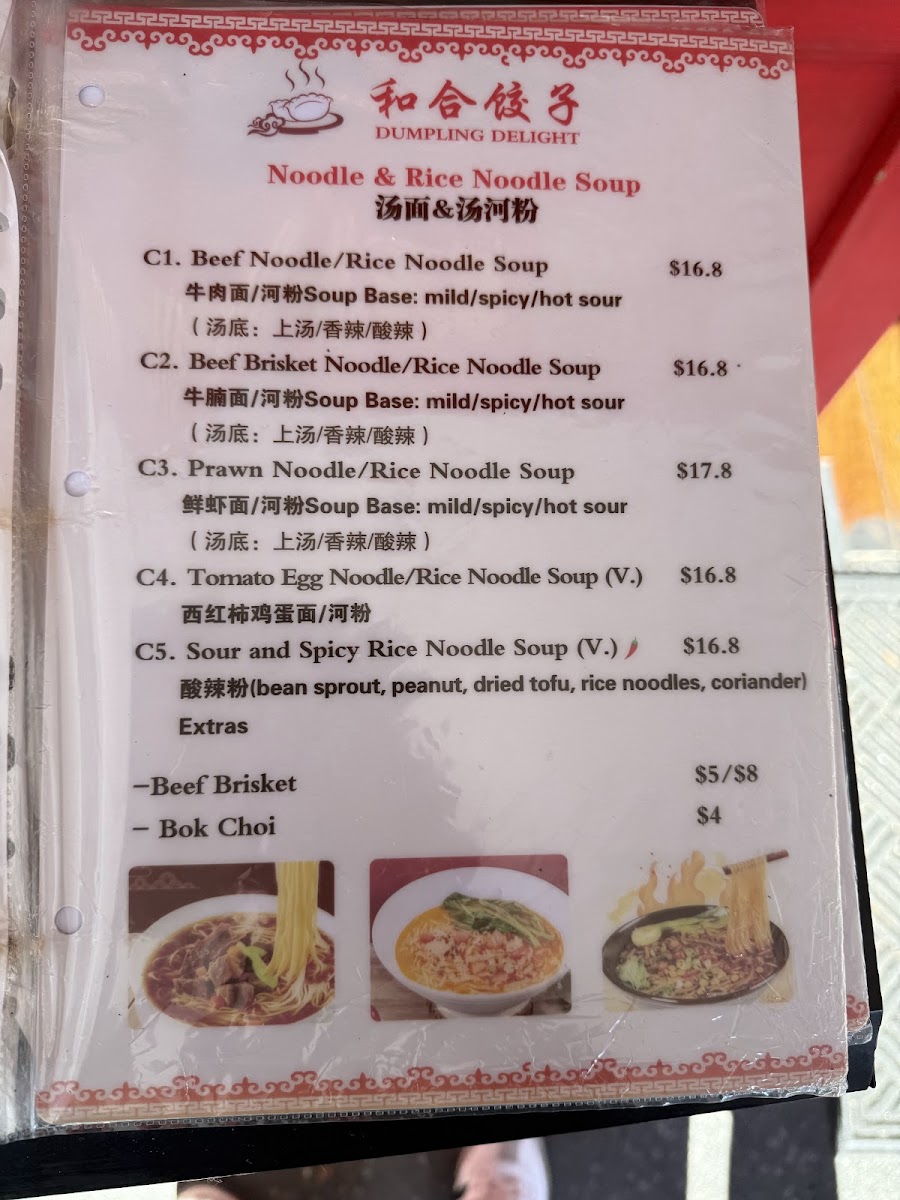 和合饺子
DUMPLING DELIGHT
Noodle & Rice Noodle Soup
汤面&汤河粉
C1. Beef Noodle/Rice Noodle Soup $16.8
牛肉面/河粉Soup Base: mild/spicy/hot sour
（汤底：上汤/香辣/酸辣）
C2. Beef Brisket Noodle/Rice Noodle Soup $16.8
牛腩面/河粉Soup Base: mild/spicy/hot sour
（汤底：上汤/香辣/酸辣）
C3. Prawn Noodle/Rice Noodle Soup $17.8
鲜虾面/河粉Soup Base: mild/spicy/hot sour
（汤底：上汤/香辣/酸辣）
C4. Tomato Egg Noodle/Rice Noodle Soup (V.) $16.8
西红柿鸡蛋面/河粉
C5. Sour and Spicy Rice Noodle Soup (V.) $16.8
酸辣粉(bean sprout, peanut, dried tofu, rice noodles, coriander)
Extras
–Beef Brisket $5/$8
– Bok Choi $4